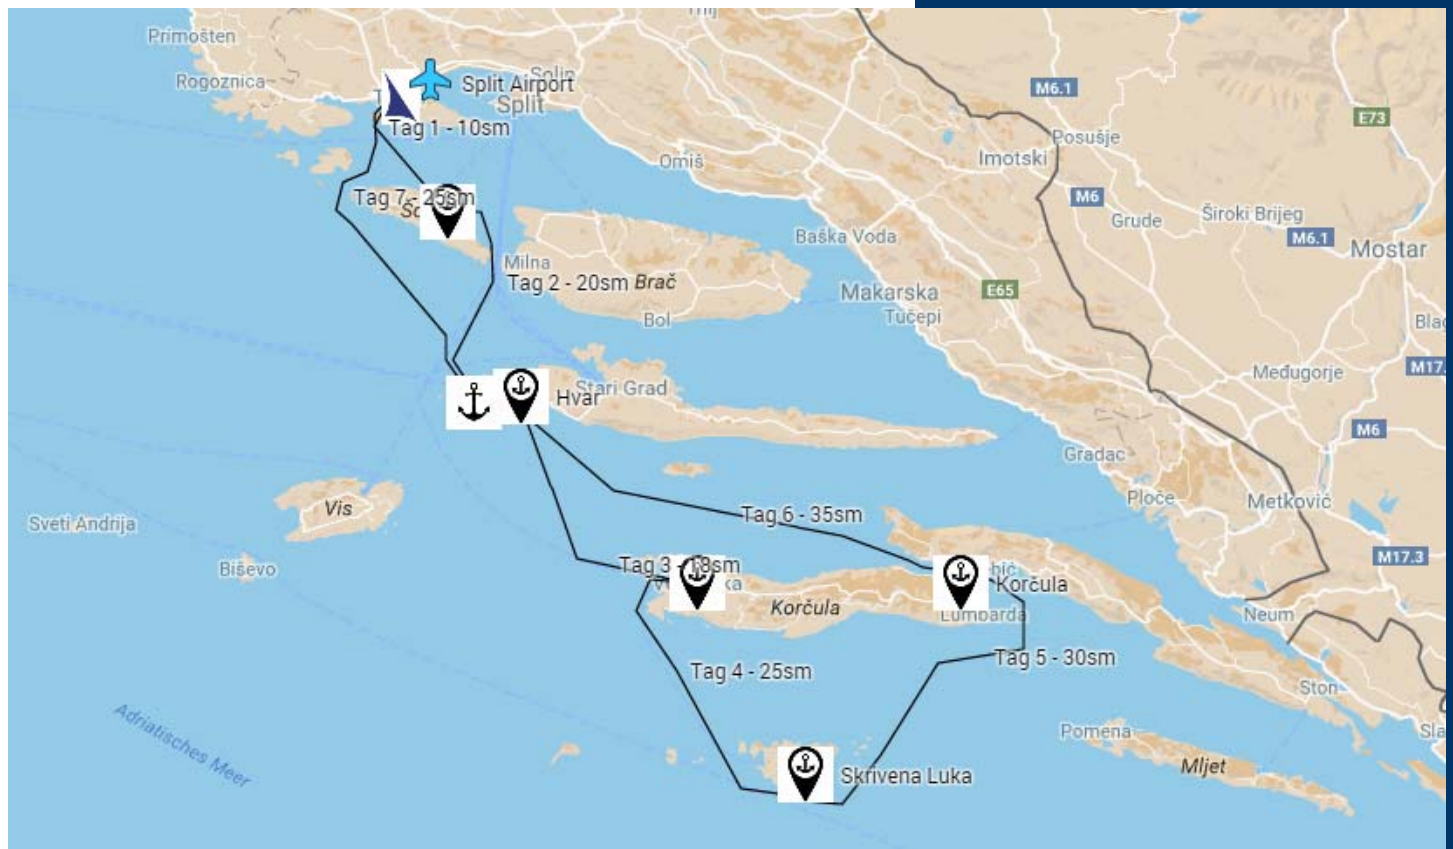 Primošten
Rogoznica
Solin
Split Airport
Split
Tag 1 - 10sm
M6.1
E73
Posušje
Imotski
Omiš
Tag 7 - 25sm
M6
Grude
Široki Brijeg
M6.1
Mostar
Baška Voda
Milna
Tag 2 - 20sm
Brač
Makarska
E65
Tučepi
Bol
Međugorje
M17
Stari Grad
Hvar
M6
Gradac
Ploče
Metković
Vis
Sveti Andrija
Tag 6 - 35sm
M17.3
Biševo
Tag 3 - 18sm
Korčula
Korčula
Lumbarda
Neum
Tag 4 - 25sm
Tag 5 - 30sm
Ston
Adriatisches Meer
Pomena
Mljet
Skrivena Luka